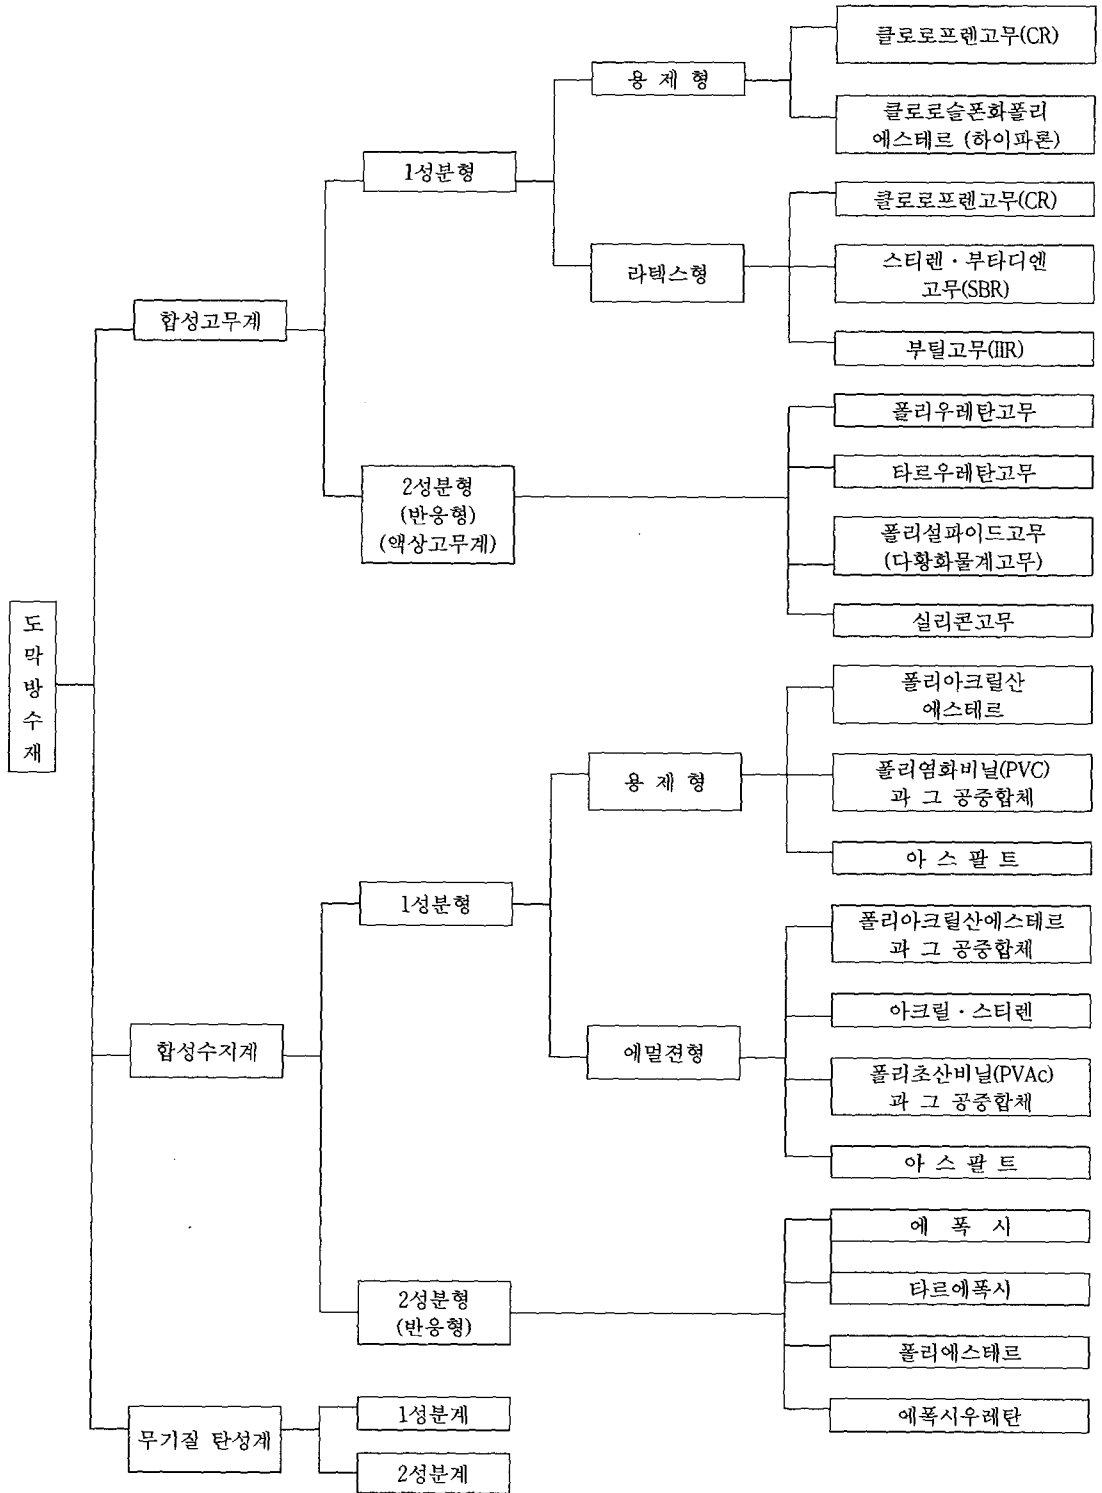 도
막
방
수
재
합성고무계
1성분형
용 제 형
클로로프렌고무(CR)
클로로슬폰화폴리
에스테르 (하이파론)
라텍스형
클로로프렌고무(CR)
스티렌·부타디엔
고무(SBR)
부틸고무(IIR)
2성분형
(반응형)
(액상고무계)
폴리우레탄고무
타르우레탄고무
폴리설파이드고무
(다황화물계고무)
실리콘고무
합성수지계
1성분형
용 제 형
폴리아크릴산
에스테르
폴리염화비닐(PVC)
과 그 공중합체
아 스 팔 트
에멀젼형
폴리아크릴산에스테르
과 그 공중합체
아크릴·스티렌
폴리초산비닐(PVAc)
과 그 공중합체
아 스 팔 트
2성분형
(반응형)
에 폭 시
타르에폭시
폴리에스테르
에폭시우레탄
무기질 탄성계
1성분계
2성분계